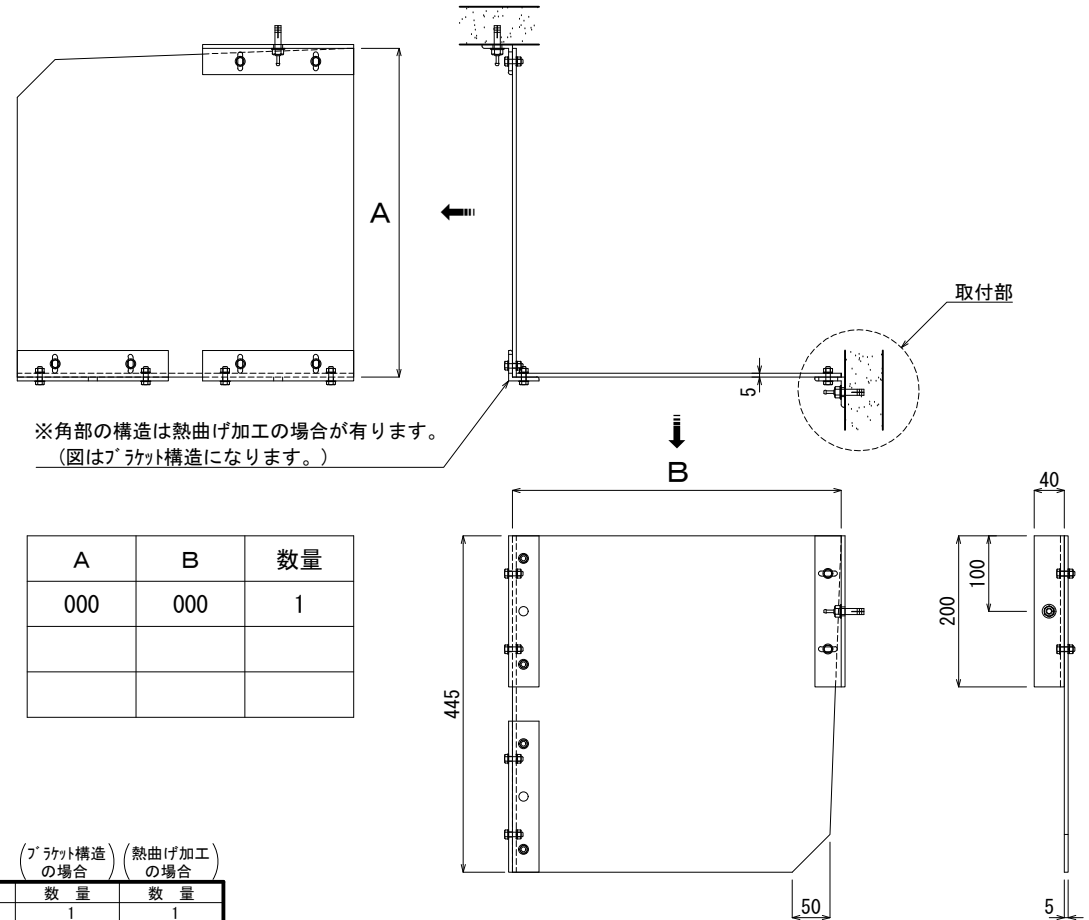 A
取付部
5
※角部の構造は熱曲げ加工の場合が有ります。
(図はブラケット構造になります。)
B
40
A B 数量
000 000 1
100
200
445
50
5
(ブラケット構造の場合) (熱曲げ加工の場合)
数 量 数 量
1 1